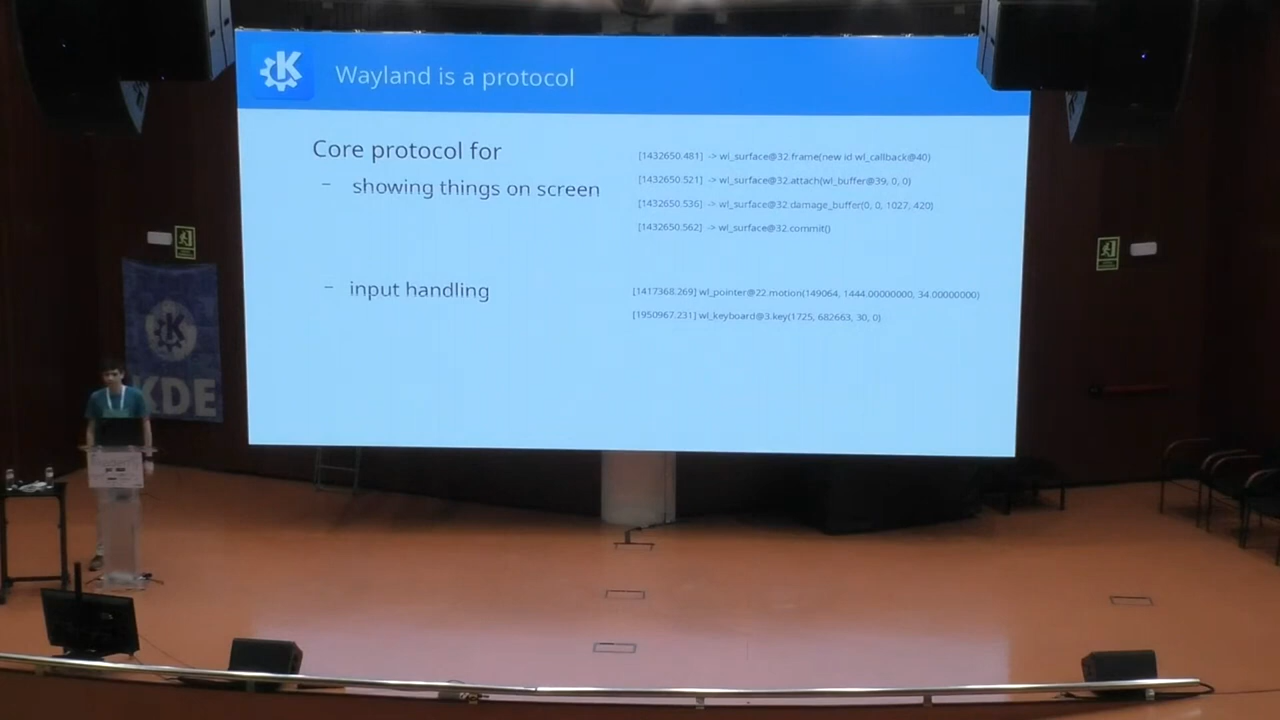 Wayland is a protocol
Core protocol for
– showing things on screen
[1432650.481] -> wl_surface@32.frame(new id wl_callback@40)
[1432650.521] -> wl_surface@32.attach(wl_buffer@39, 0, 0)
[1432650.536] -> wl_surface@32.damage_buffer(0, 0, 1027, 420)
[1432650.562] -> wl_surface@32.commit()
– input handling
[1417368.269] wl_pointer@22.motion(149064, 1444.00000000, 34.00000000)
[1950967.231] wl_keyboard@3.key(1725, 682663, 30, 0)
KDE